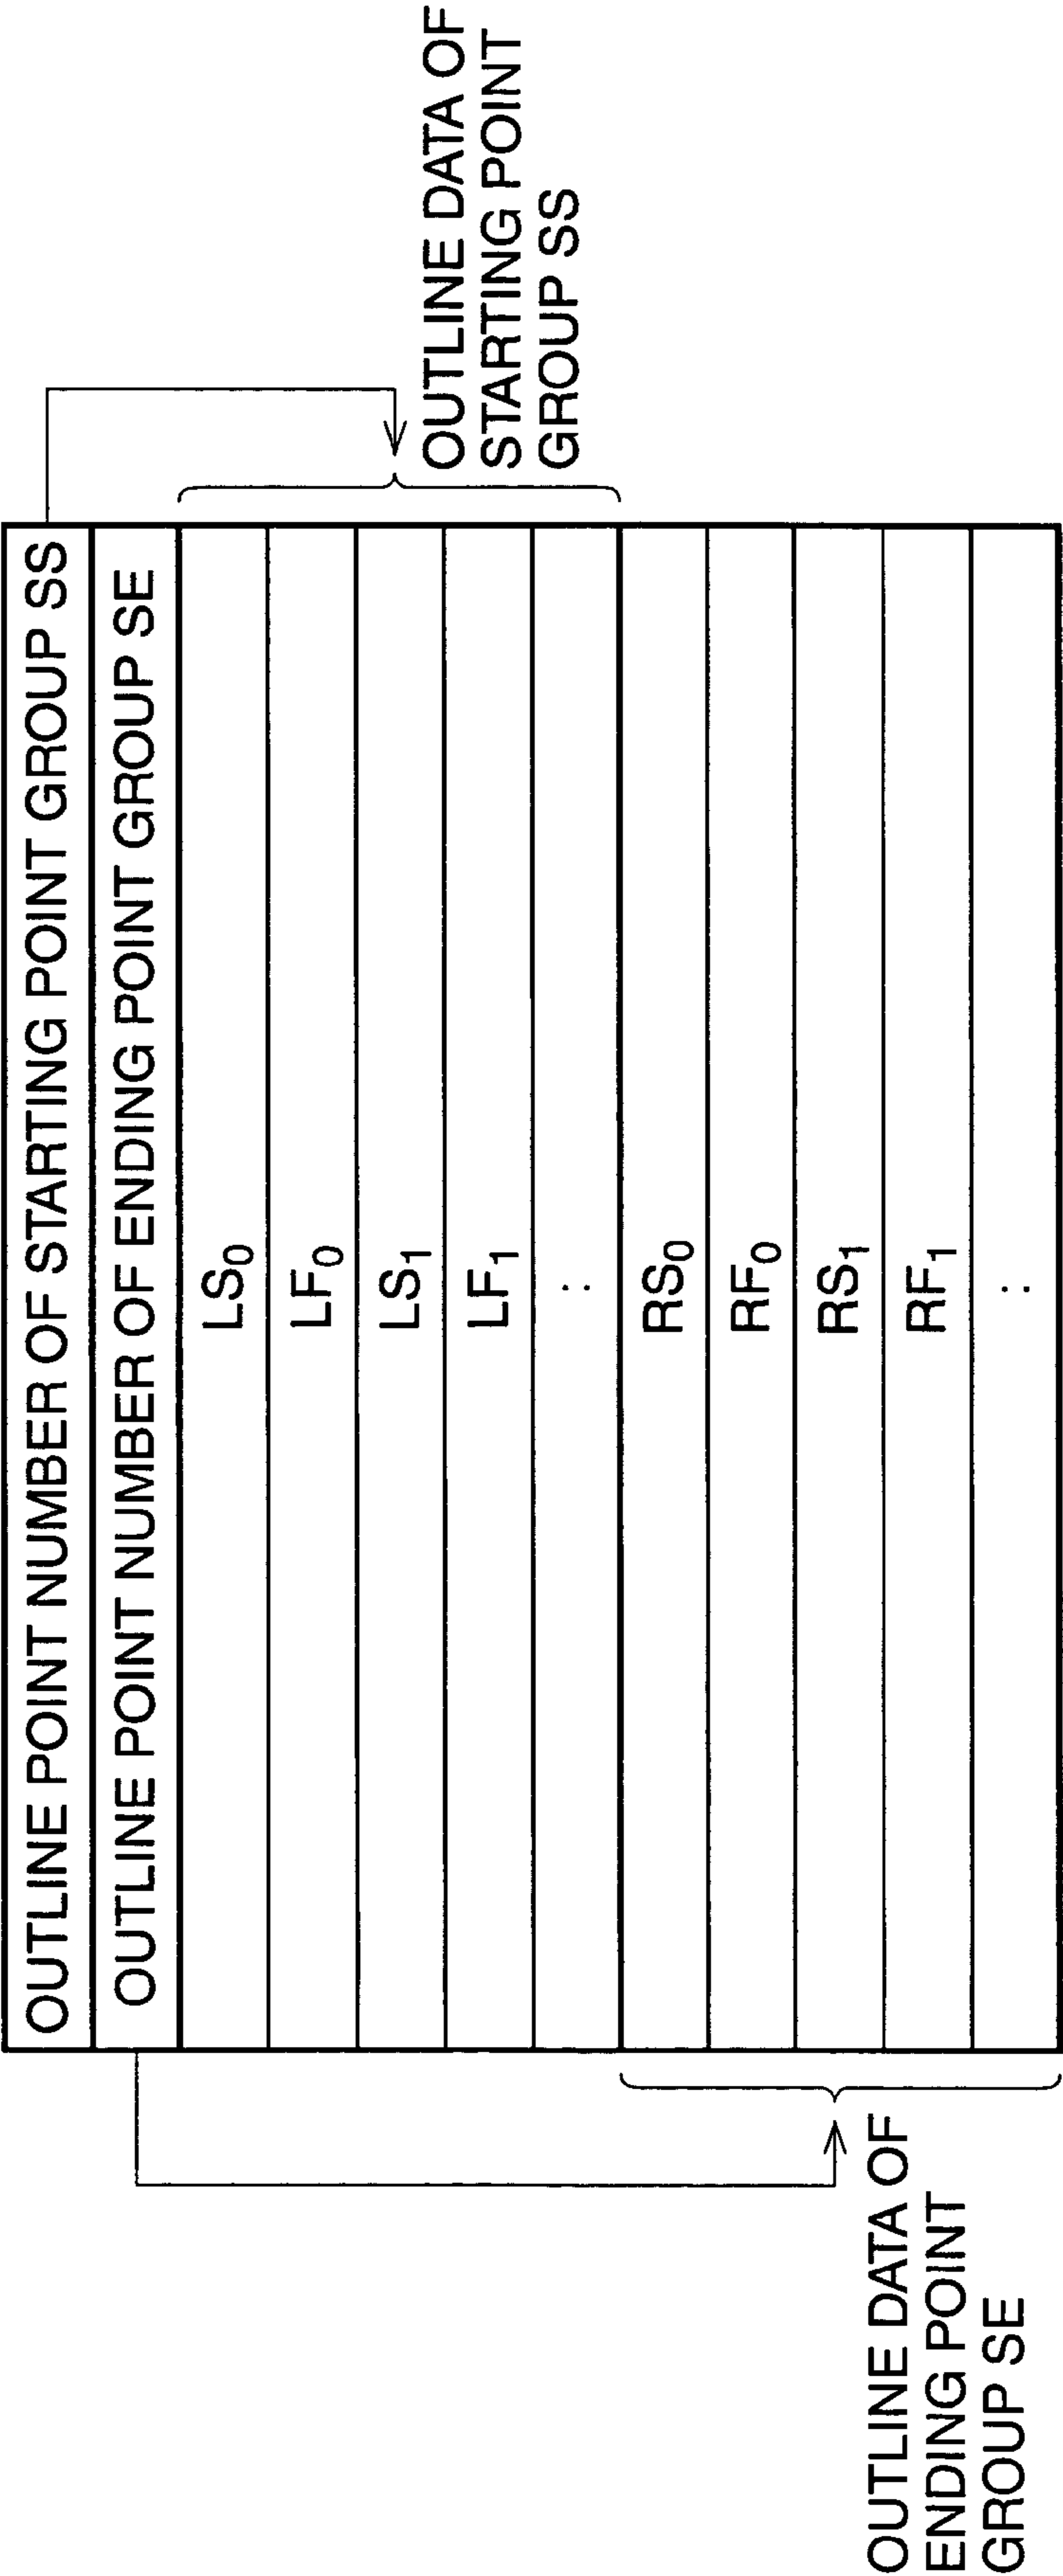 OUTLINE POINT NUMBER OF STARTING POINT GROUP SS
OUTLINE POINT NUMBER OF ENDING POINT GROUP SE
LS0
LF0
LS1
LF1
:
RS0
RF0
RS1
RF1
:
OUTLINE DATA OF
STARTING POINT
GROUP SS
OUTLINE DATA OF
ENDING POINT
GROUP SE